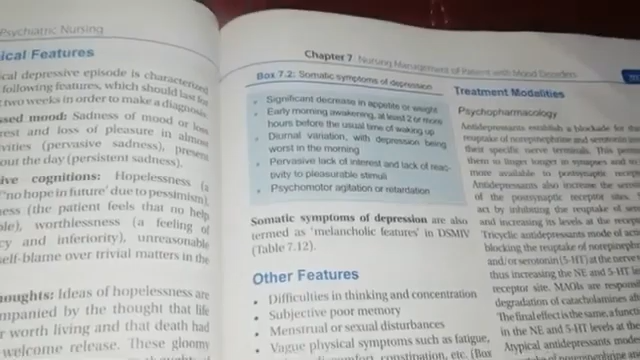 Psychiatric Nursing
ical Features
cal depressive episode is characterized
following features, which should last for
two weeks in order to make a diagnosis.
ssed mood: Sadness of mood or loss
rest and loss of pleasure in almost
vities (pervasive sadness), present
out the day (persistent sadness).
ive cognitions: Hopelessness (a
'no hope in future' due to pessimism),
ness (the patient feels that no help
ble), worthlessness (a feeling of
cy and inferiority), unreasonable
self-blame over trivial matters in the
houghts: Ideas of hopelessness are
mpanied by the thought that life
worth living and that death had
welcome release. These gloomy
Chapter 7 Nursing Management of Patient with Mood Disorders
Box 7.2: Somatic symptoms of depression
• Significant decrease in appetite or weight
• Early morning awakening, at least 2 or more
hours before the usual time of waking up
• Diurnal variation, with depression being
worst in the morning
• Pervasive lack of interest and lack of reac-
tivity to pleasurable stimuli
• Psychomotor agitation or retardation
Somatic symptoms of depression are also
termed as 'melancholic features' in DSMIV
(Table 7.12).
Other Features
• Difficulties in thinking and concentration
• Subjective poor memory
• Menstrual or sexual disturbances
• Vague physical symptoms such as fatigue,
discomfort, constipation, etc. (Box
Treatment Modalities
Psychopharmacology
Antidepressants establish a blockade for the
reuptake of norepinephrine and serotonin into
their specific nerve terminals. This permits
them to linger longer in synapses and
more available to postsynaptic receptors
Antidepressants also increase the sens
of the postsynaptic receptor sites.
act by inhibiting the reuptake of
and increasing its levels at the receptor
Tricyclic antidepressants mode of action
blocking the reuptake of norepinephrine
and/or serotonin (5-HT) at the nerve
thus increasing the NE and 5-HT
receptor site. MAOIs are responsible
degradation of catecholamines
The final effect is the same, a
in the NE and 5-HT levels at the
Atypical antidepressants